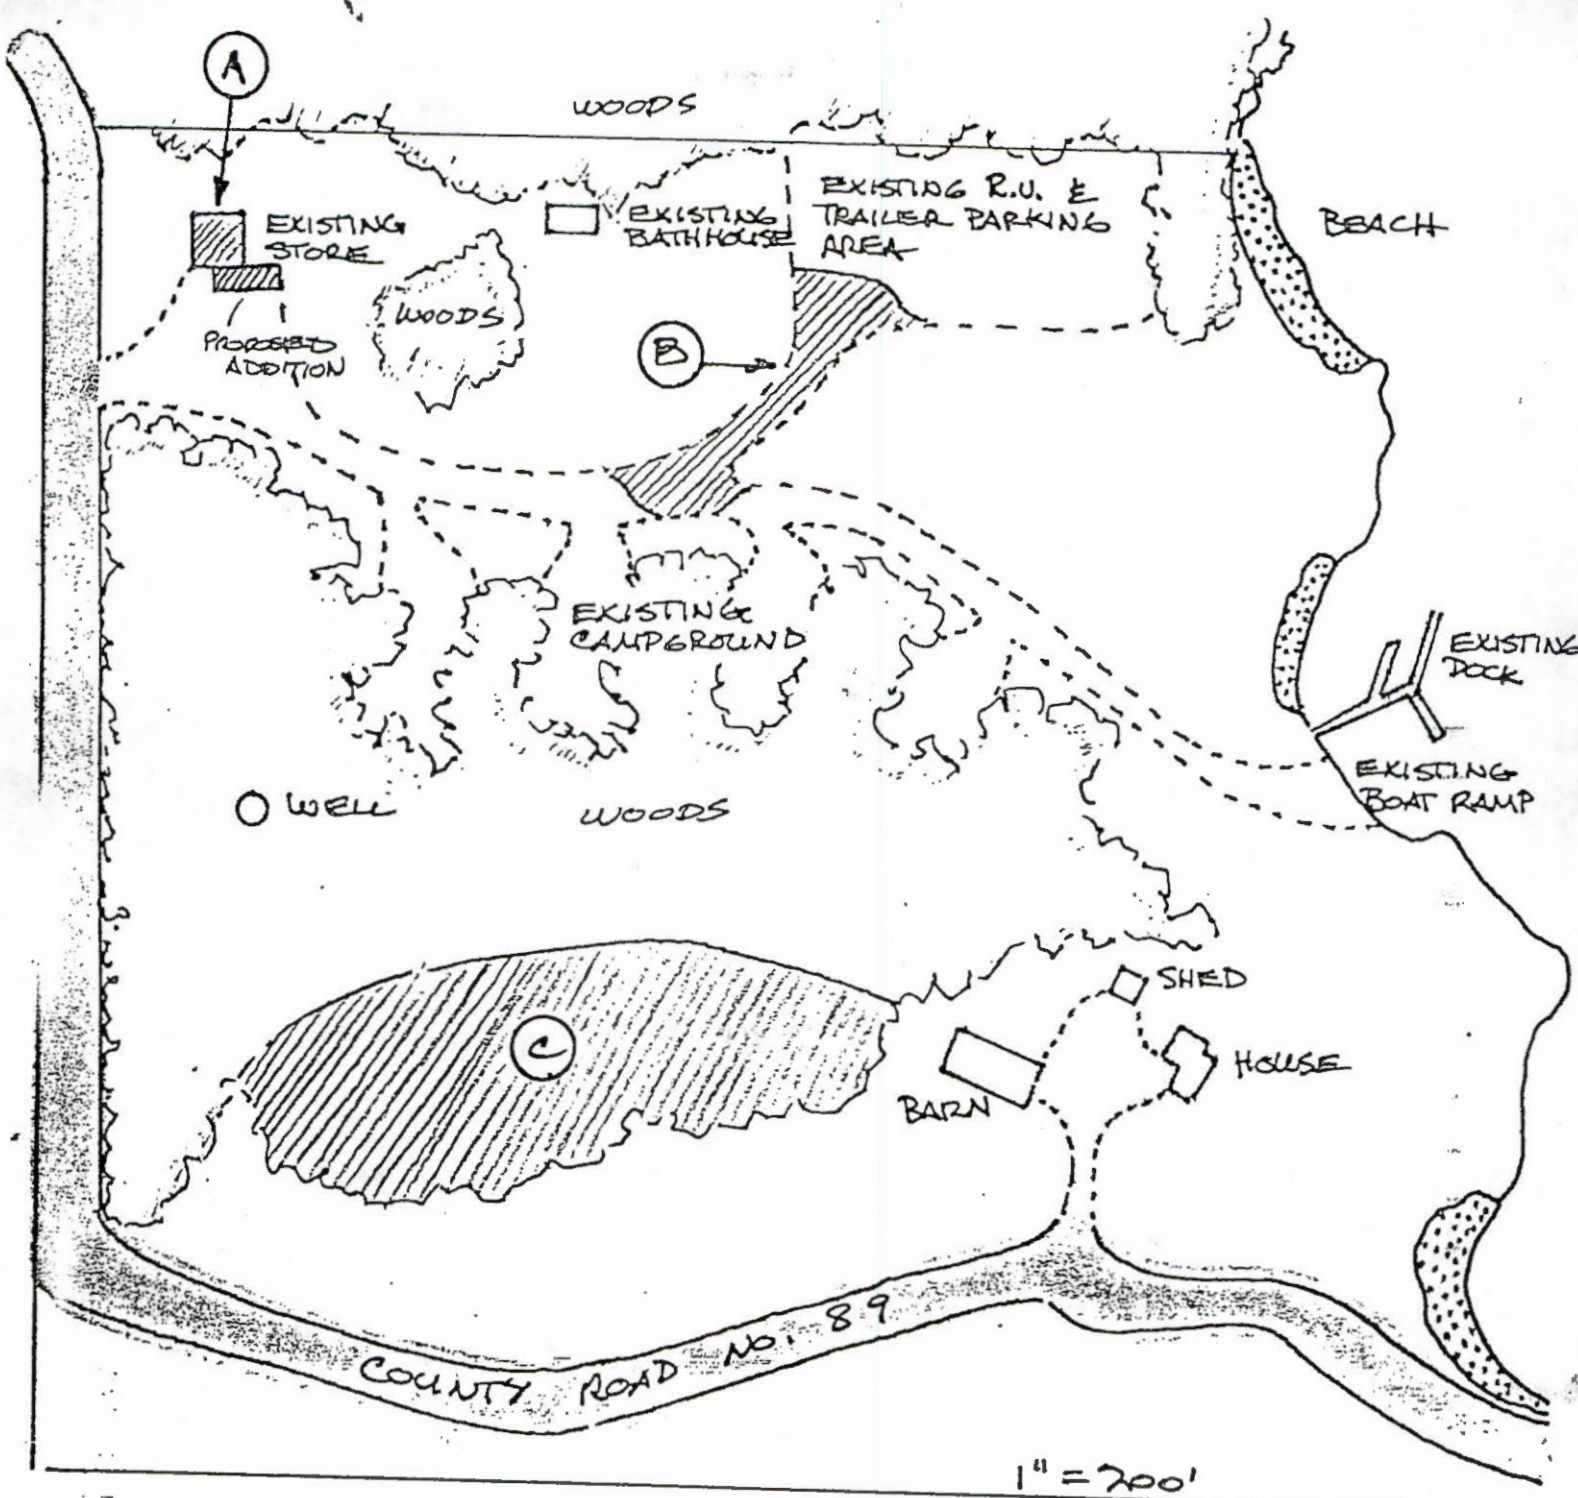 A
WOODS
EXISTING R.V. &
TRAILER PARKING
AREA
BEACH
EXISTING
STORE
EXISTING
BATHHOUSE
WOODS
PROPOSED
ADDITION
B
EXISTING
CAMPGROUND
EXISTING
DOCK
EXISTING
BOAT RAMP
WELL
WOODS
SHED
C
HOUSE
BARN
COUNTY ROAD NO. 89
1" = 200'